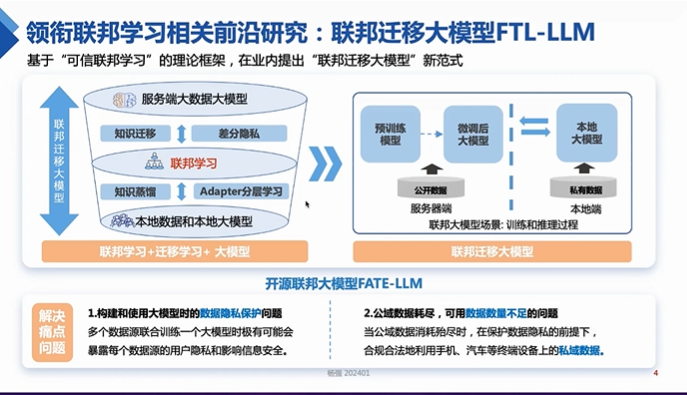 领衔联邦学习相关前沿研究：联邦迁移大模型FTL-LLM
基于“可信联邦学习”的理论框架，在业内提出“联邦迁移大模型”新范式
联邦迁移大模型
服务端大数据大模型
知识迁移
差分隐私
联邦学习
知识蒸馏
Adapter分层学习
本地数据和本地大模型
联邦学习+迁移学习+ 大模型
预训练
模型
微调后
大模型
本地
大模型
公开数据
私有数据
服务器端
本地端
联邦大模型场景: 训练和推理过程
联邦迁移大模型
开源联邦大模型FATE-LLM
解决
痛点
问题
1.构建和使用大模型时的数据隐私保护问题
多个数据源联合训练一个大模型时极有可能会
暴露每个数据源的用户隐私和影响信息安全。
2.公域数据耗尽，可用数据数量不足的问题
当公域数据消耗殆尽时，在保护数据隐私的前提下，
合规合法地利用手机、汽车等终端设备上的私域数据。
杨强 202401
4